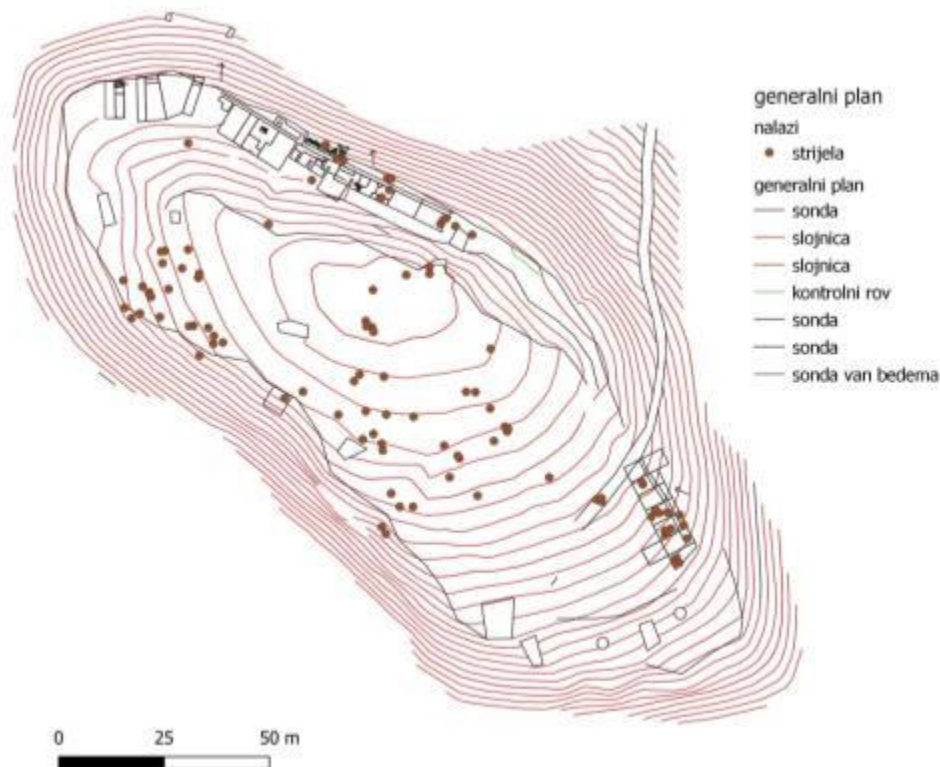 generalni plan
nalazi
strijela
generalni plan
sonda
slojnica
slojnica
kontrolni rov
sonda
sonda
sonda van bedema
0 25 50 m